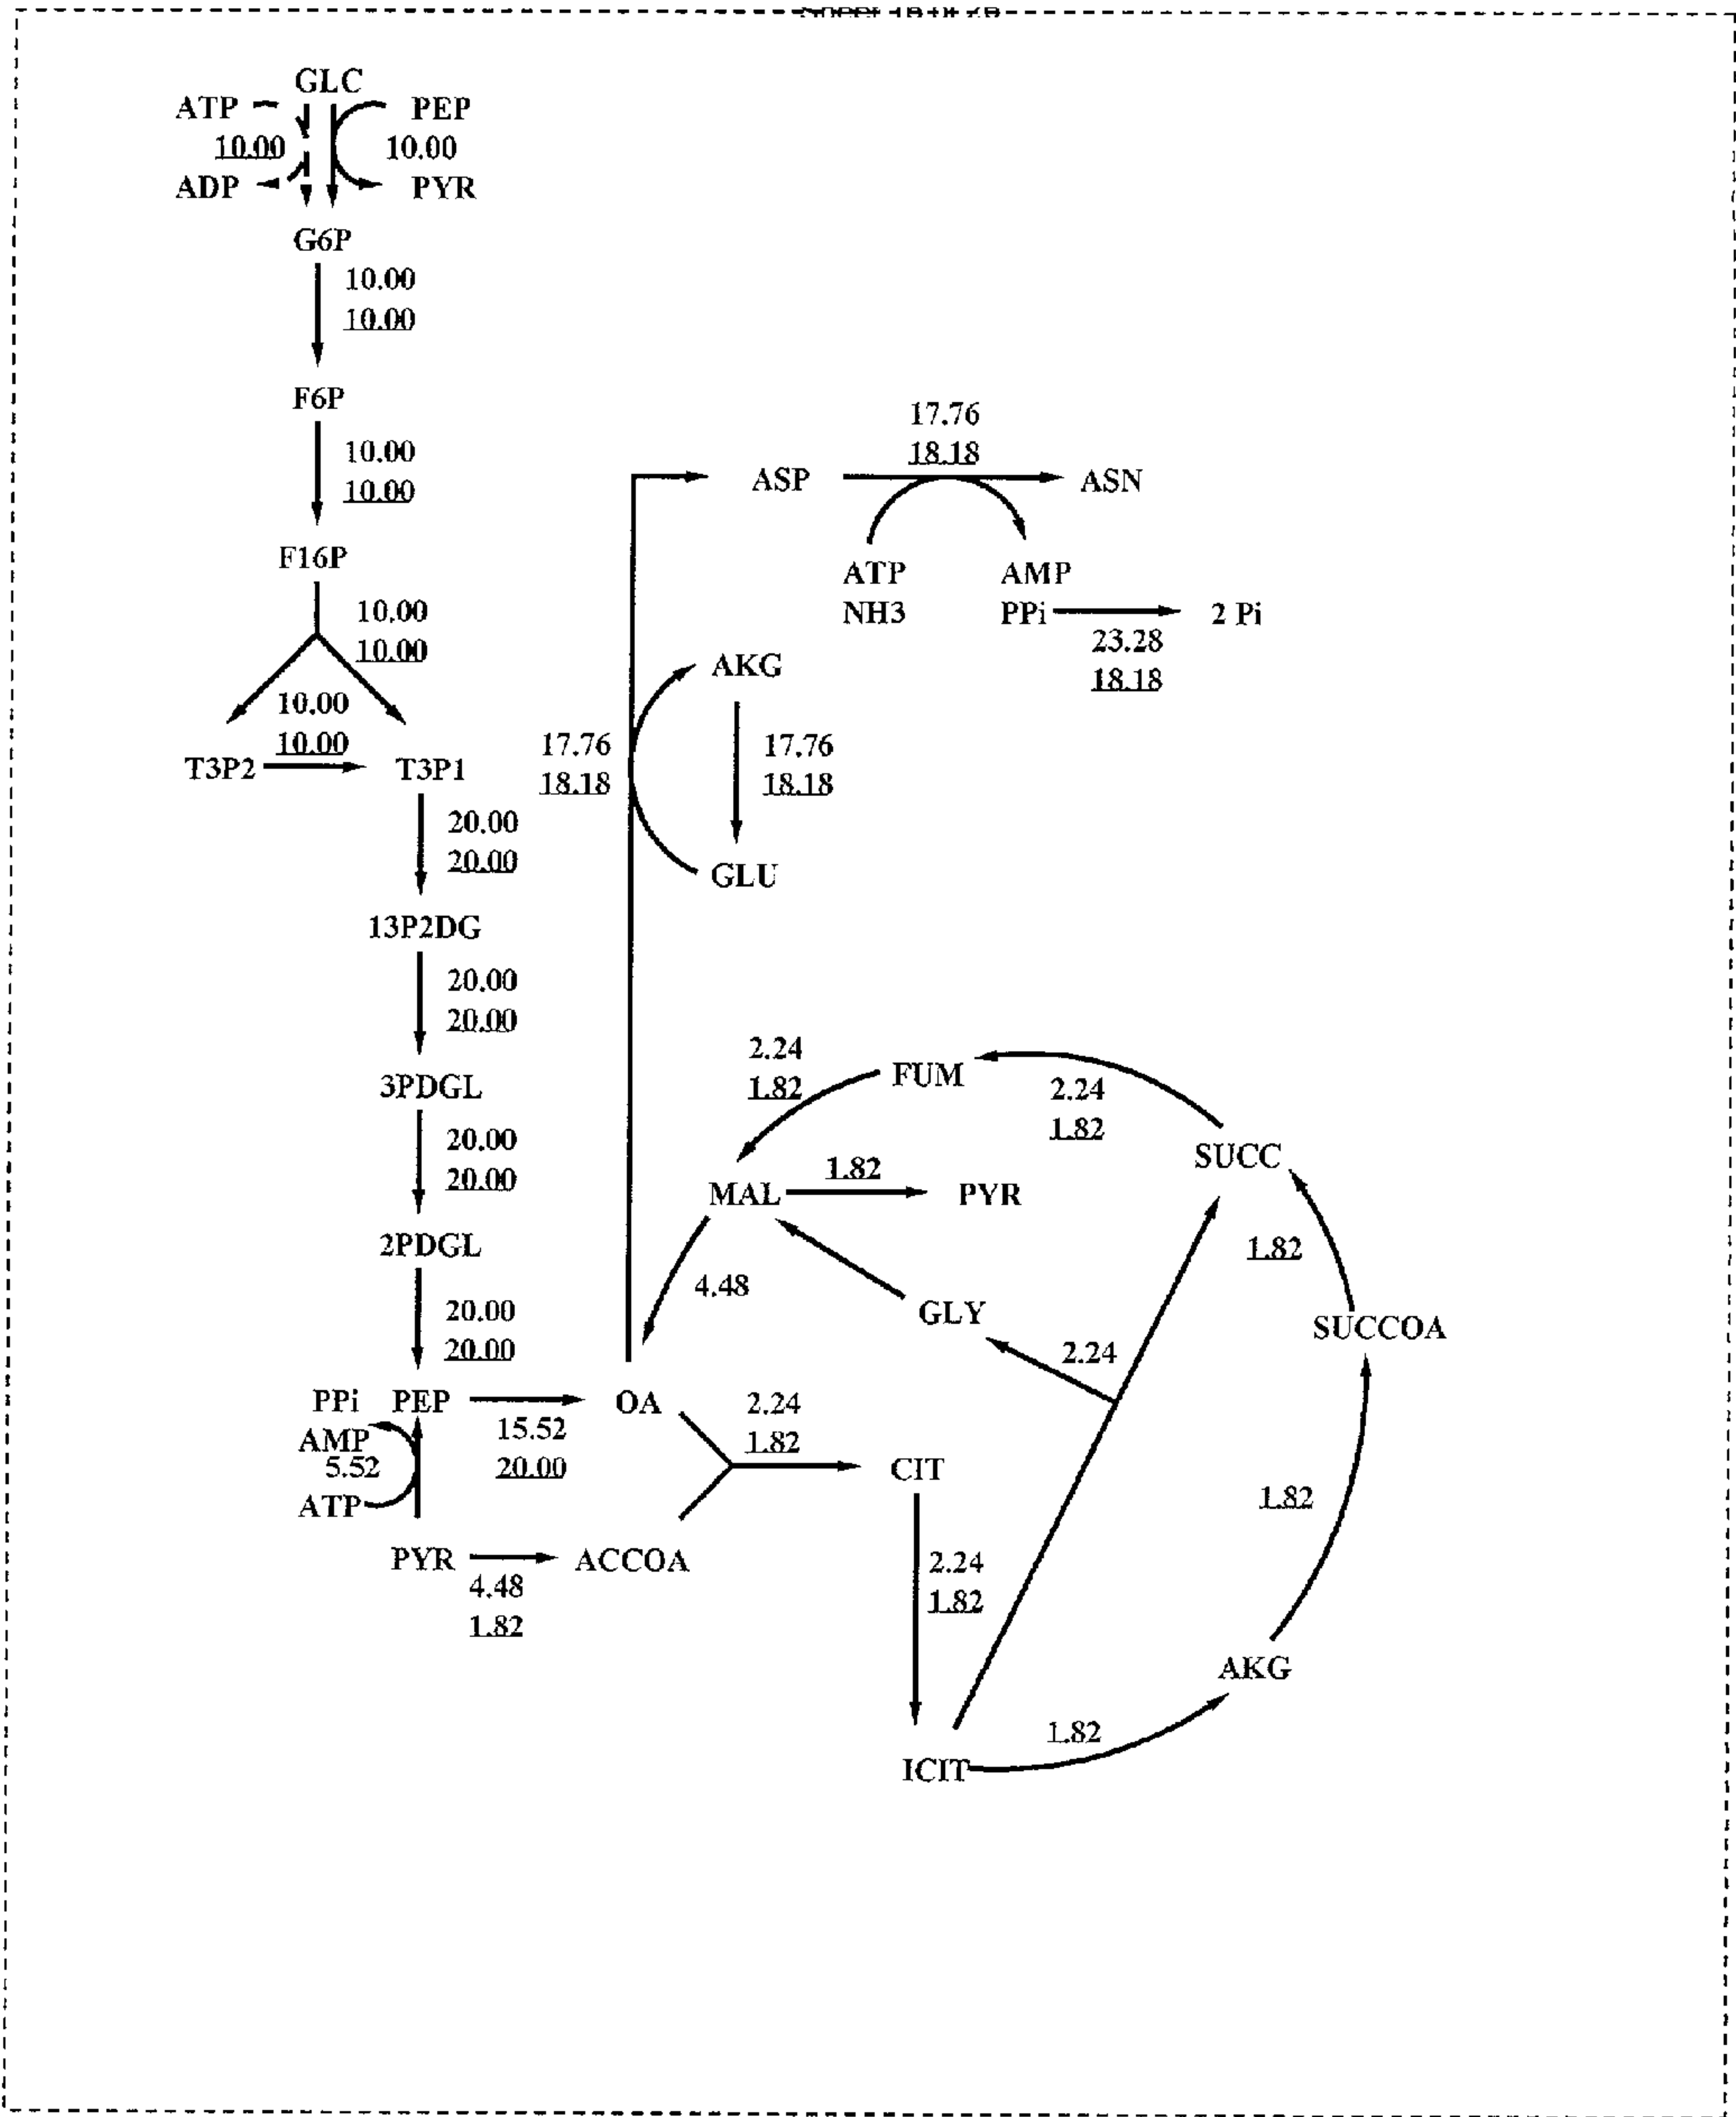 GLC
ATP PEP
10.00 10.00
ADP PYR
G6P
10.00
10.00
F6P
10.00
10.00
F16P
10.00
10.00
10.00
10.00
T3P2 T3P1
20.00
20.00
13P2DG
20.00
20.00
3PDGL
20.00
20.00
2PDGL
20.00
20.00
PPi PEP
AMP
5.52
ATP
15.52
20.00
PYR
4.48
1.82
ACCOA
OA
2.24
1.82
17.76
18.18
ASP
17.76
18.18
ASN
ATP AMP
NH3 PPi 2 Pi
23.28
18.18
AKG
17.76
18.18
GLU
2.24
1.82
FUM
2.24
1.82
SUCC
MAL
1.82
PYR
4.48
GLY
2.24
1.82
SUCCOA
CIT
2.24
1.82
1.82
AKG
1.82
ICIT